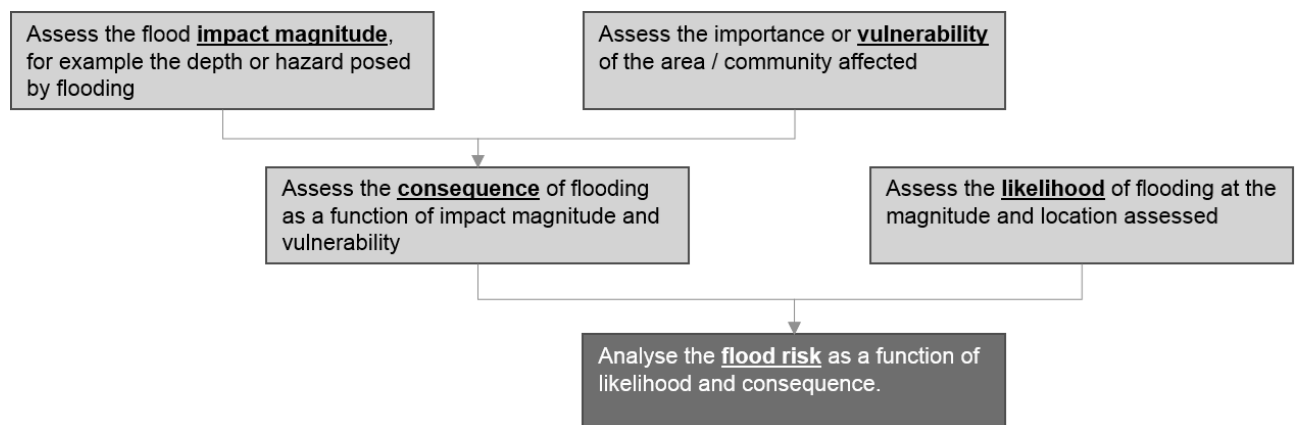 Assess the flood impact magnitude,
for example the depth or hazard posed
by flooding
Assess the importance or vulnerability
of the area / community affected
Assess the consequence of flooding
as a function of impact magnitude and
vulnerability
Assess the likelihood of flooding at the
magnitude and location assessed
Analyse the flood risk as a function of
likelihood and consequence.